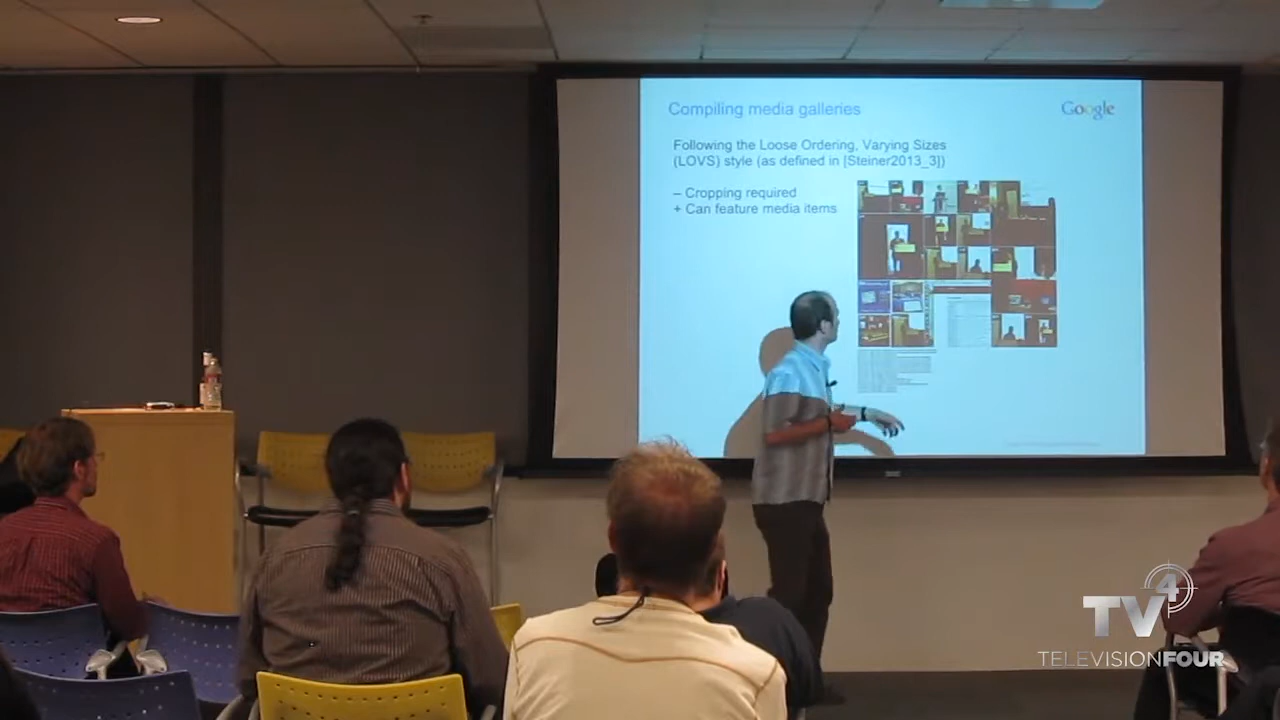 Compiling media galleries
Google
Following the Loose Ordering, Varying Sizes
(LOVS) style (as defined in [Steiner2013_3])
– Cropping required
+ Can feature media items
TV4
TELEVISIONFOUR